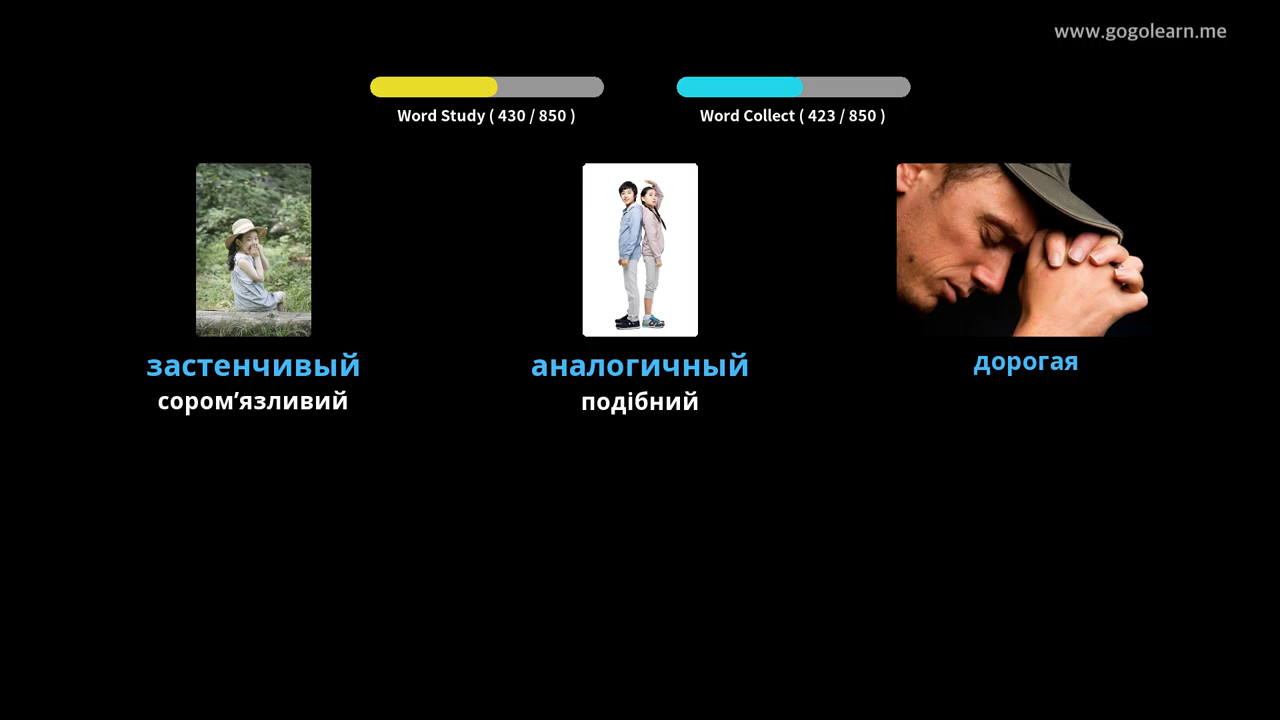 www.gogolearn.me
Word Study ( 430 / 850 )
Word Collect ( 423 / 850 )
застенчивый
сором’язливий
аналогичный
подібний
дорогая